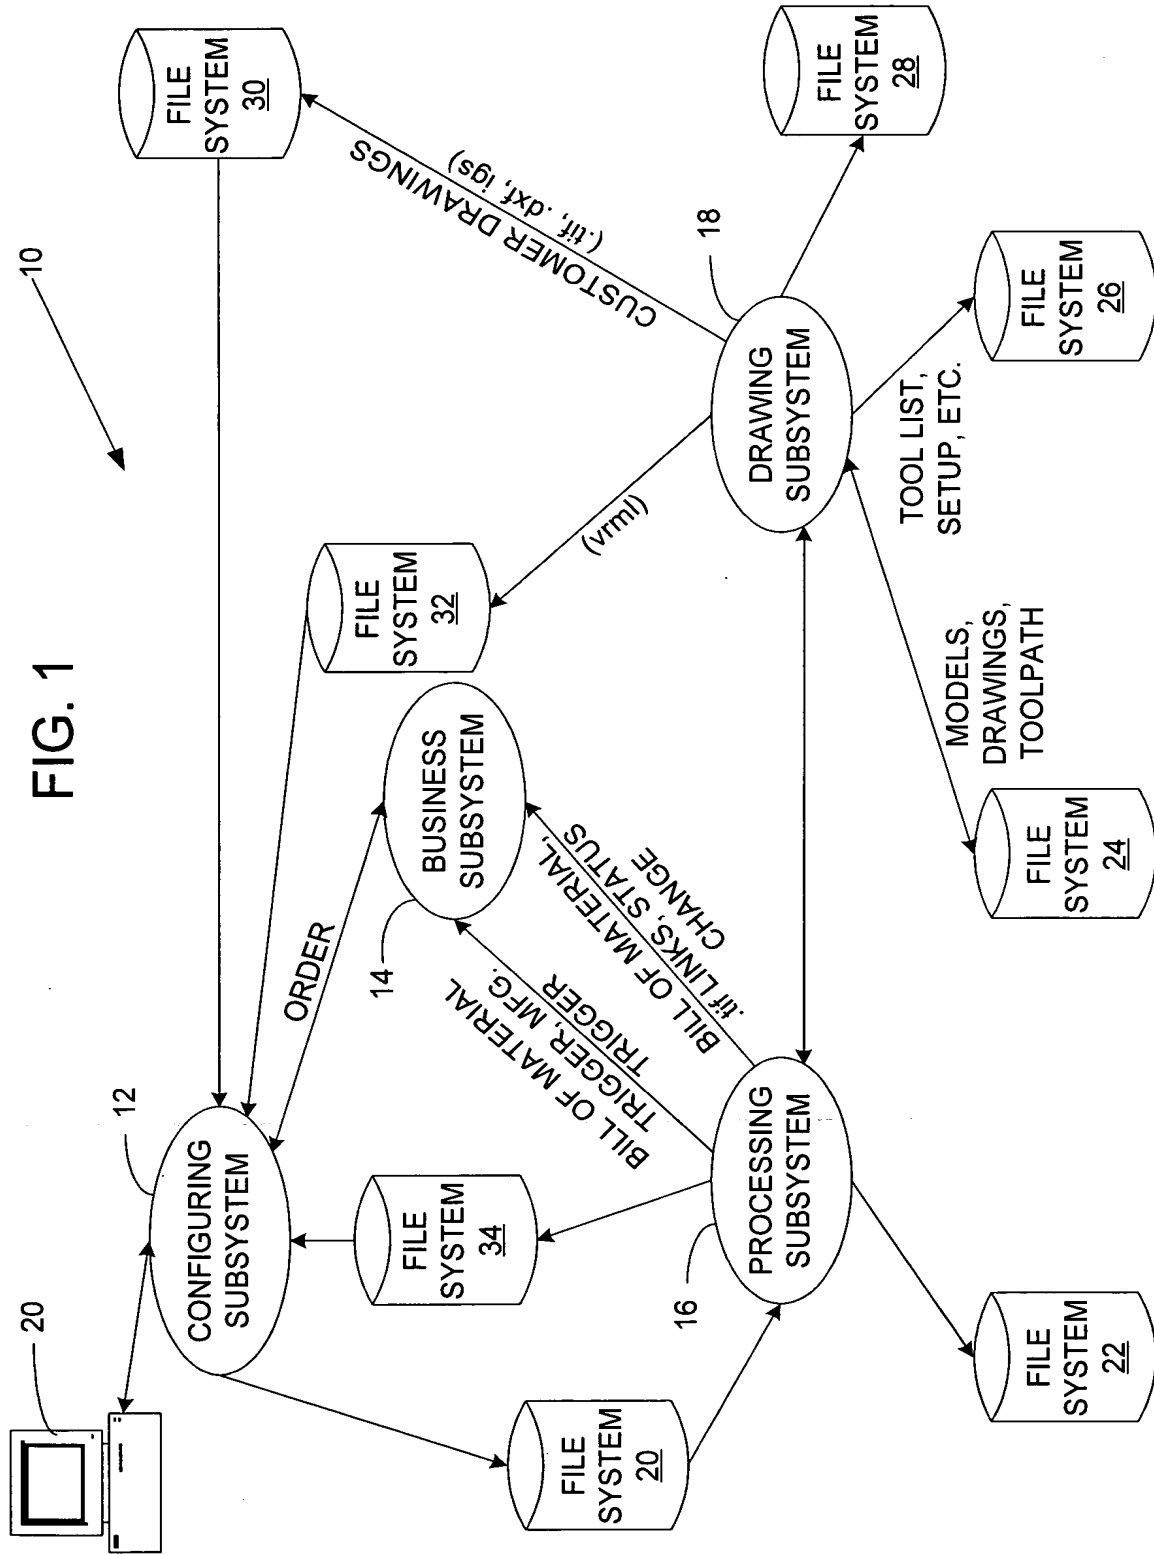 FIG. 1
10
20
12
CONFIGURING
SUBSYSTEM
FILE
SYSTEM
30
ORDER
FILE
SYSTEM
32
FILE
SYSTEM
34
14
BUSINESS
SUBSYSTEM
(vrml)
CUSTOMER DRAWINGS
(.tif, .dxf, igs)
FILE
SYSTEM
20
BILL OF MATERIAL
TRIGGER, MFG.
TRIGGER
BILL OF MATERIAL,
.tif LINKS, STATUS
CHANGE
16
PROCESSING
SUBSYSTEM
18
DRAWING
SUBSYSTEM
FILE
SYSTEM
28
MODELS,
DRAWINGS,
TOOLPATH
TOOL LIST,
SETUP, ETC.
FILE
SYSTEM
22
FILE
SYSTEM
24
FILE
SYSTEM
26